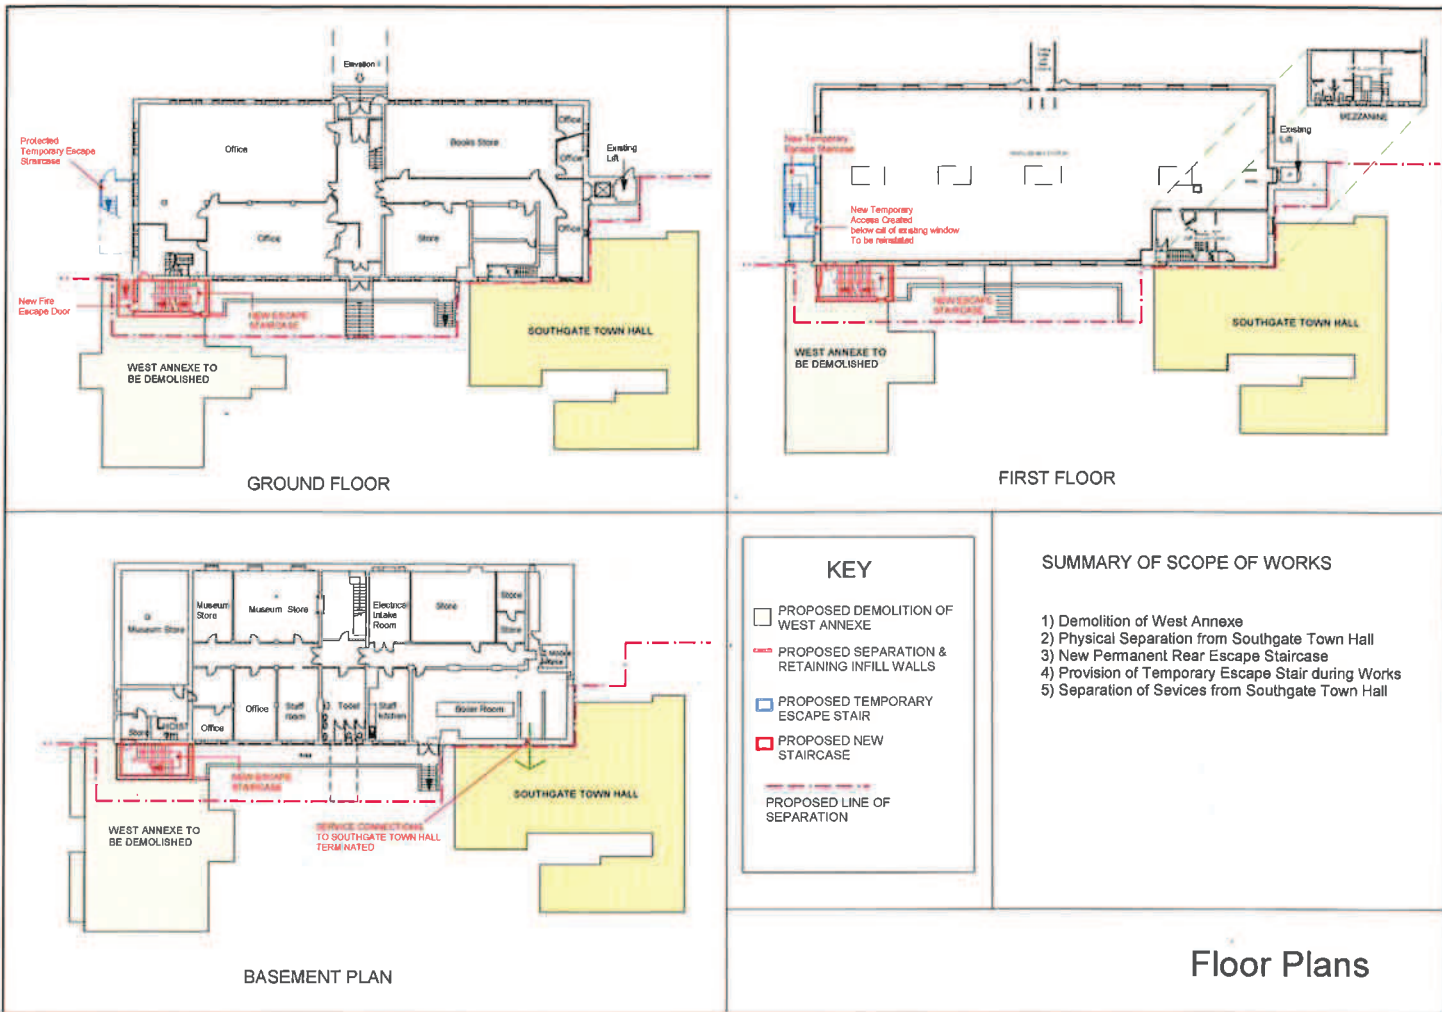 Elevation
Protected
Temporary Escape
Staircase
Office
Books Store
Office
Office
Existing
Lift
Office
Store
Office
New Fire
Escape Door
NEW ESCAPE
STAIRCASE
SOUTHGATE TOWN HALL
WEST ANNEXE TO
BE DEMOLISHED
GROUND FLOOR
MEZZANINE
New Temporary
Escape Staircase
Existing
Lift
New Temporary
Access Created
below cill of existing window
To be reinstated
NEW ESCAPE
STAIRCASE
SOUTHGATE TOWN HALL
WEST ANNEXE TO
BE DEMOLISHED
FIRST FLOOR
Museum Store
Museum
Store
Museum Store
Electrical
Intake
Room
Store
Store
Store
Store
HOIST
Office
Office
Staff
room
Toilet
Staff
kitchen
Boiler Room
NEW ESCAPE
STAIRCASE
SERVICE CONNECTIONS
TO SOUTHGATE TOWN HALL
TERMINATED
SOUTHGATE TOWN HALL
WEST ANNEXE TO
BE DEMOLISHED
BASEMENT PLAN
KEY
PROPOSED DEMOLITION OF
WEST ANNEXE
PROPOSED SEPARATION &
RETAINING INFILL WALLS
PROPOSED TEMPORARY
ESCAPE STAIR
PROPOSED NEW
STAIRCASE
PROPOSED LINE OF
SEPARATION
SUMMARY OF SCOPE OF WORKS
1) Demolition of West Annexe
2) Physical Separation from Southgate Town Hall
3) New Permanent Rear Escape Staircase
4) Provision of Temporary Escape Stair during Works
5) Separation of Sevices from Southgate Town Hall
Floor Plans